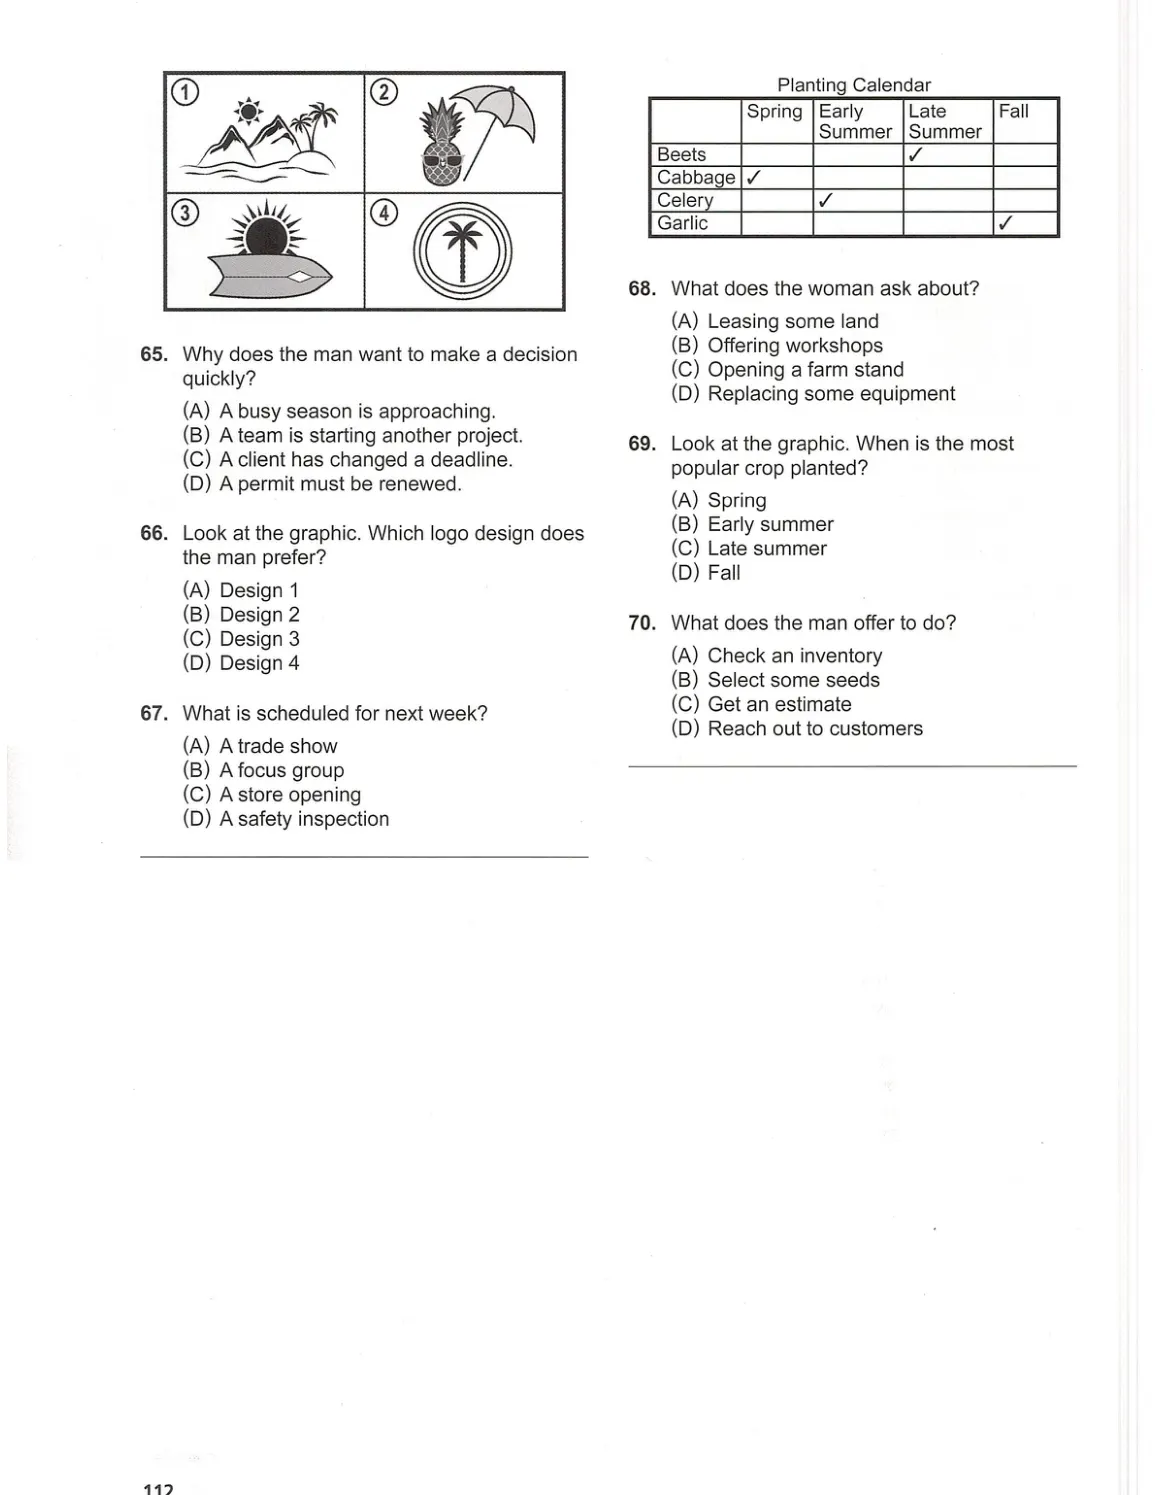 1
2
3
4
65. Why does the man want to make a decision
quickly?
(A) A busy season is approaching.
(B) A team is starting another project.
(C) A client has changed a deadline.
(D) A permit must be renewed.
66. Look at the graphic. Which logo design does
the man prefer?
(A) Design 1
(B) Design 2
(C) Design 3
(D) Design 4
67. What is scheduled for next week?
(A) A trade show
(B) A focus group
(C) A store opening
(D) A safety inspection
Planting Calendar
Spring Early Summer Late Summer Fall
Beets ✓
Cabbage ✓
Celery ✓
Garlic ✓
68. What does the woman ask about?
(A) Leasing some land
(B) Offering workshops
(C) Opening a farm stand
(D) Replacing some equipment
69. Look at the graphic. When is the most
popular crop planted?
(A) Spring
(B) Early summer
(C) Late summer
(D) Fall
70. What does the man offer to do?
(A) Check an inventory
(B) Select some seeds
(C) Get an estimate
(D) Reach out to customers
112